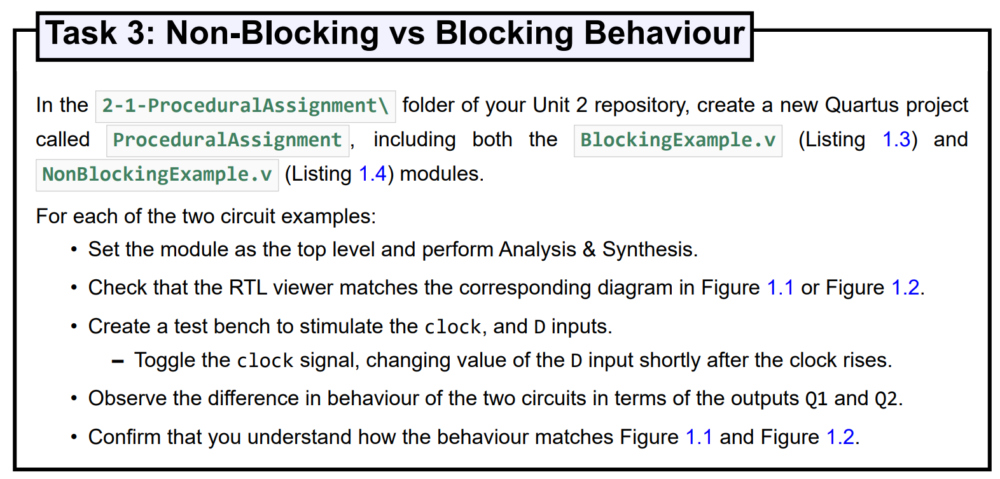 Task 3: Non-Blocking vs Blocking Behaviour
In the 2-1-ProceduralAssignment\ folder of your Unit 2 repository, create a new Quartus project
called ProceduralAssignment, including both the BlockingExample.v (Listing 1.3) and
NonBlockingExample.v (Listing 1.4) modules.
For each of the two circuit examples:
• Set the module as the top level and perform Analysis & Synthesis.
• Check that the RTL viewer matches the corresponding diagram in Figure 1.1 or Figure 1.2.
• Create a test bench to stimulate the clock, and D inputs.
– Toggle the clock signal, changing value of the D input shortly after the clock rises.
• Observe the difference in behaviour of the two circuits in terms of the outputs Q1 and Q2.
• Confirm that you understand how the behaviour matches Figure 1.1 and Figure 1.2.